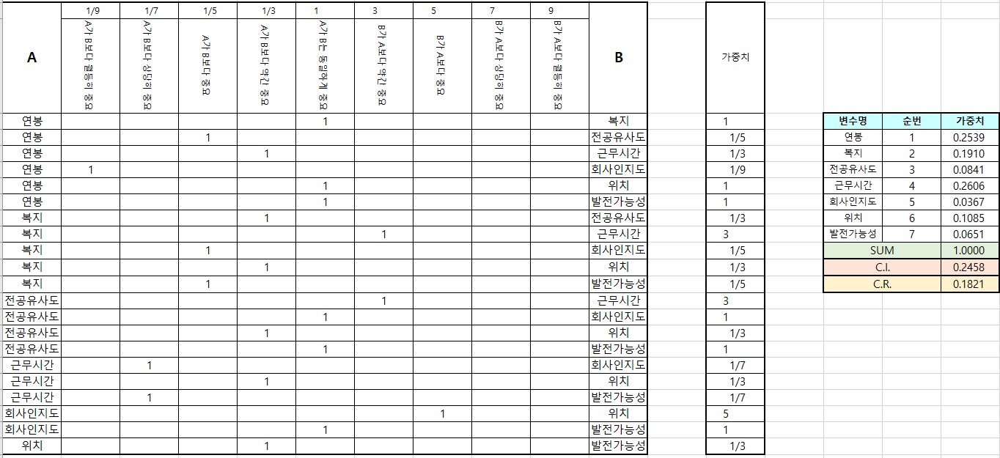 1/9 1/7 1/5 1/3 1 3 5 7 9
A A가 B보다 월등히 중요 A가 B보다 상당히 중요 A가 B보다 중요 A가 B보다 약간 중요 A가 B는 동일하게 중요 B가 A보다 약간 중요 B가 A보다 중요 B가 A보다 상당히 중요 B가 A보다 월등히 중요 B 가중치
연봉 1 복지 1
연봉 1 전공유사도 1/5
연봉 1 근무시간 1/3
연봉 1 회사인지도 1/9
연봉 1 위치 1
연봉 1 발전가능성 1
복지 1 전공유사도 1/3
복지 1 근무시간 3
복지 1 회사인지도 1/5
복지 1 위치 1/3
복지 1 발전가능성 1/5
전공유사도 1 근무시간 3
전공유사도 1 회사인지도 1
전공유사도 1 위치 1/3
전공유사도 1 발전가능성 1
근무시간 1 회사인지도 1/7
근무시간 1 위치 1/3
근무시간 1 발전가능성 1/7
회사인지도 1 위치 5
회사인지도 1 발전가능성 1
위치 1 발전가능성 1/3
변수명 순번 가중치
연봉 1 0.2539
복지 2 0.1910
전공유사도 3 0.0841
근무시간 4 0.2606
회사인지도 5 0.0367
위치 6 0.1085
발전가능성 7 0.0651
SUM 1.0000
C.I. 0.2458
C.R. 0.1821